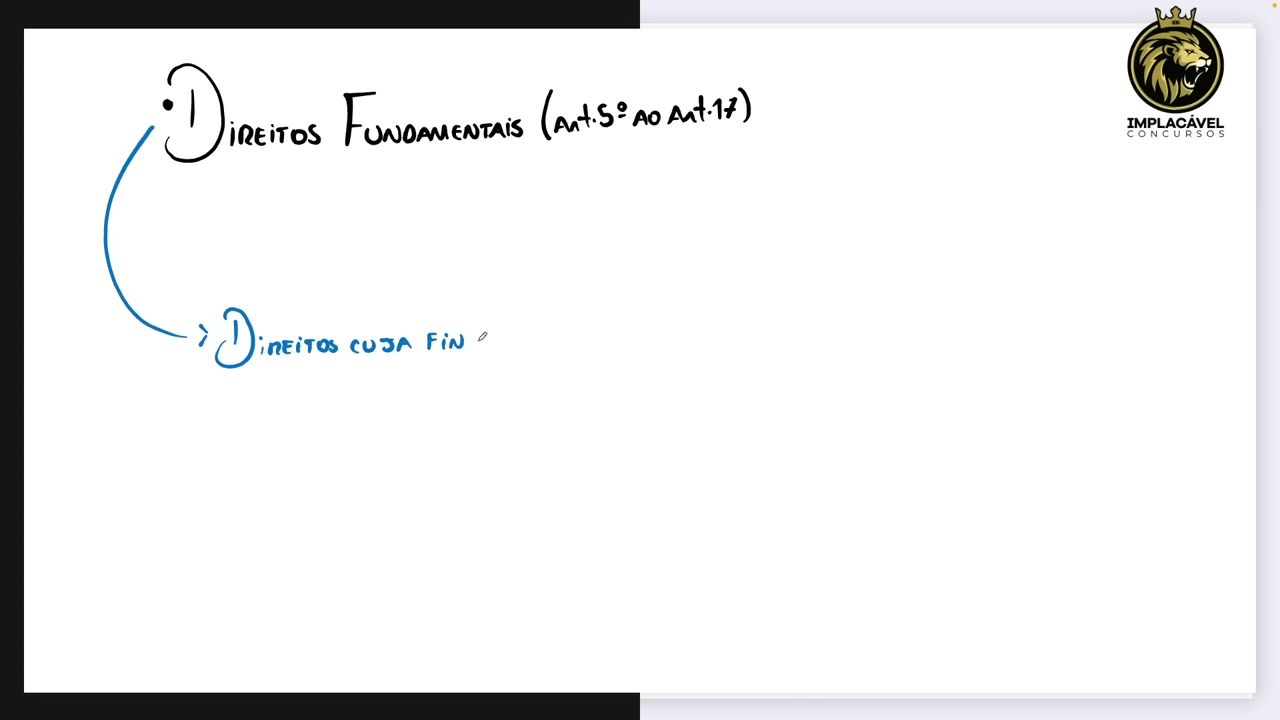 • Direitos Fundamentais (Art. 5º ao Art. 17)
IMPLACÁVEL
CONCURSOS
Direitos cuja fin